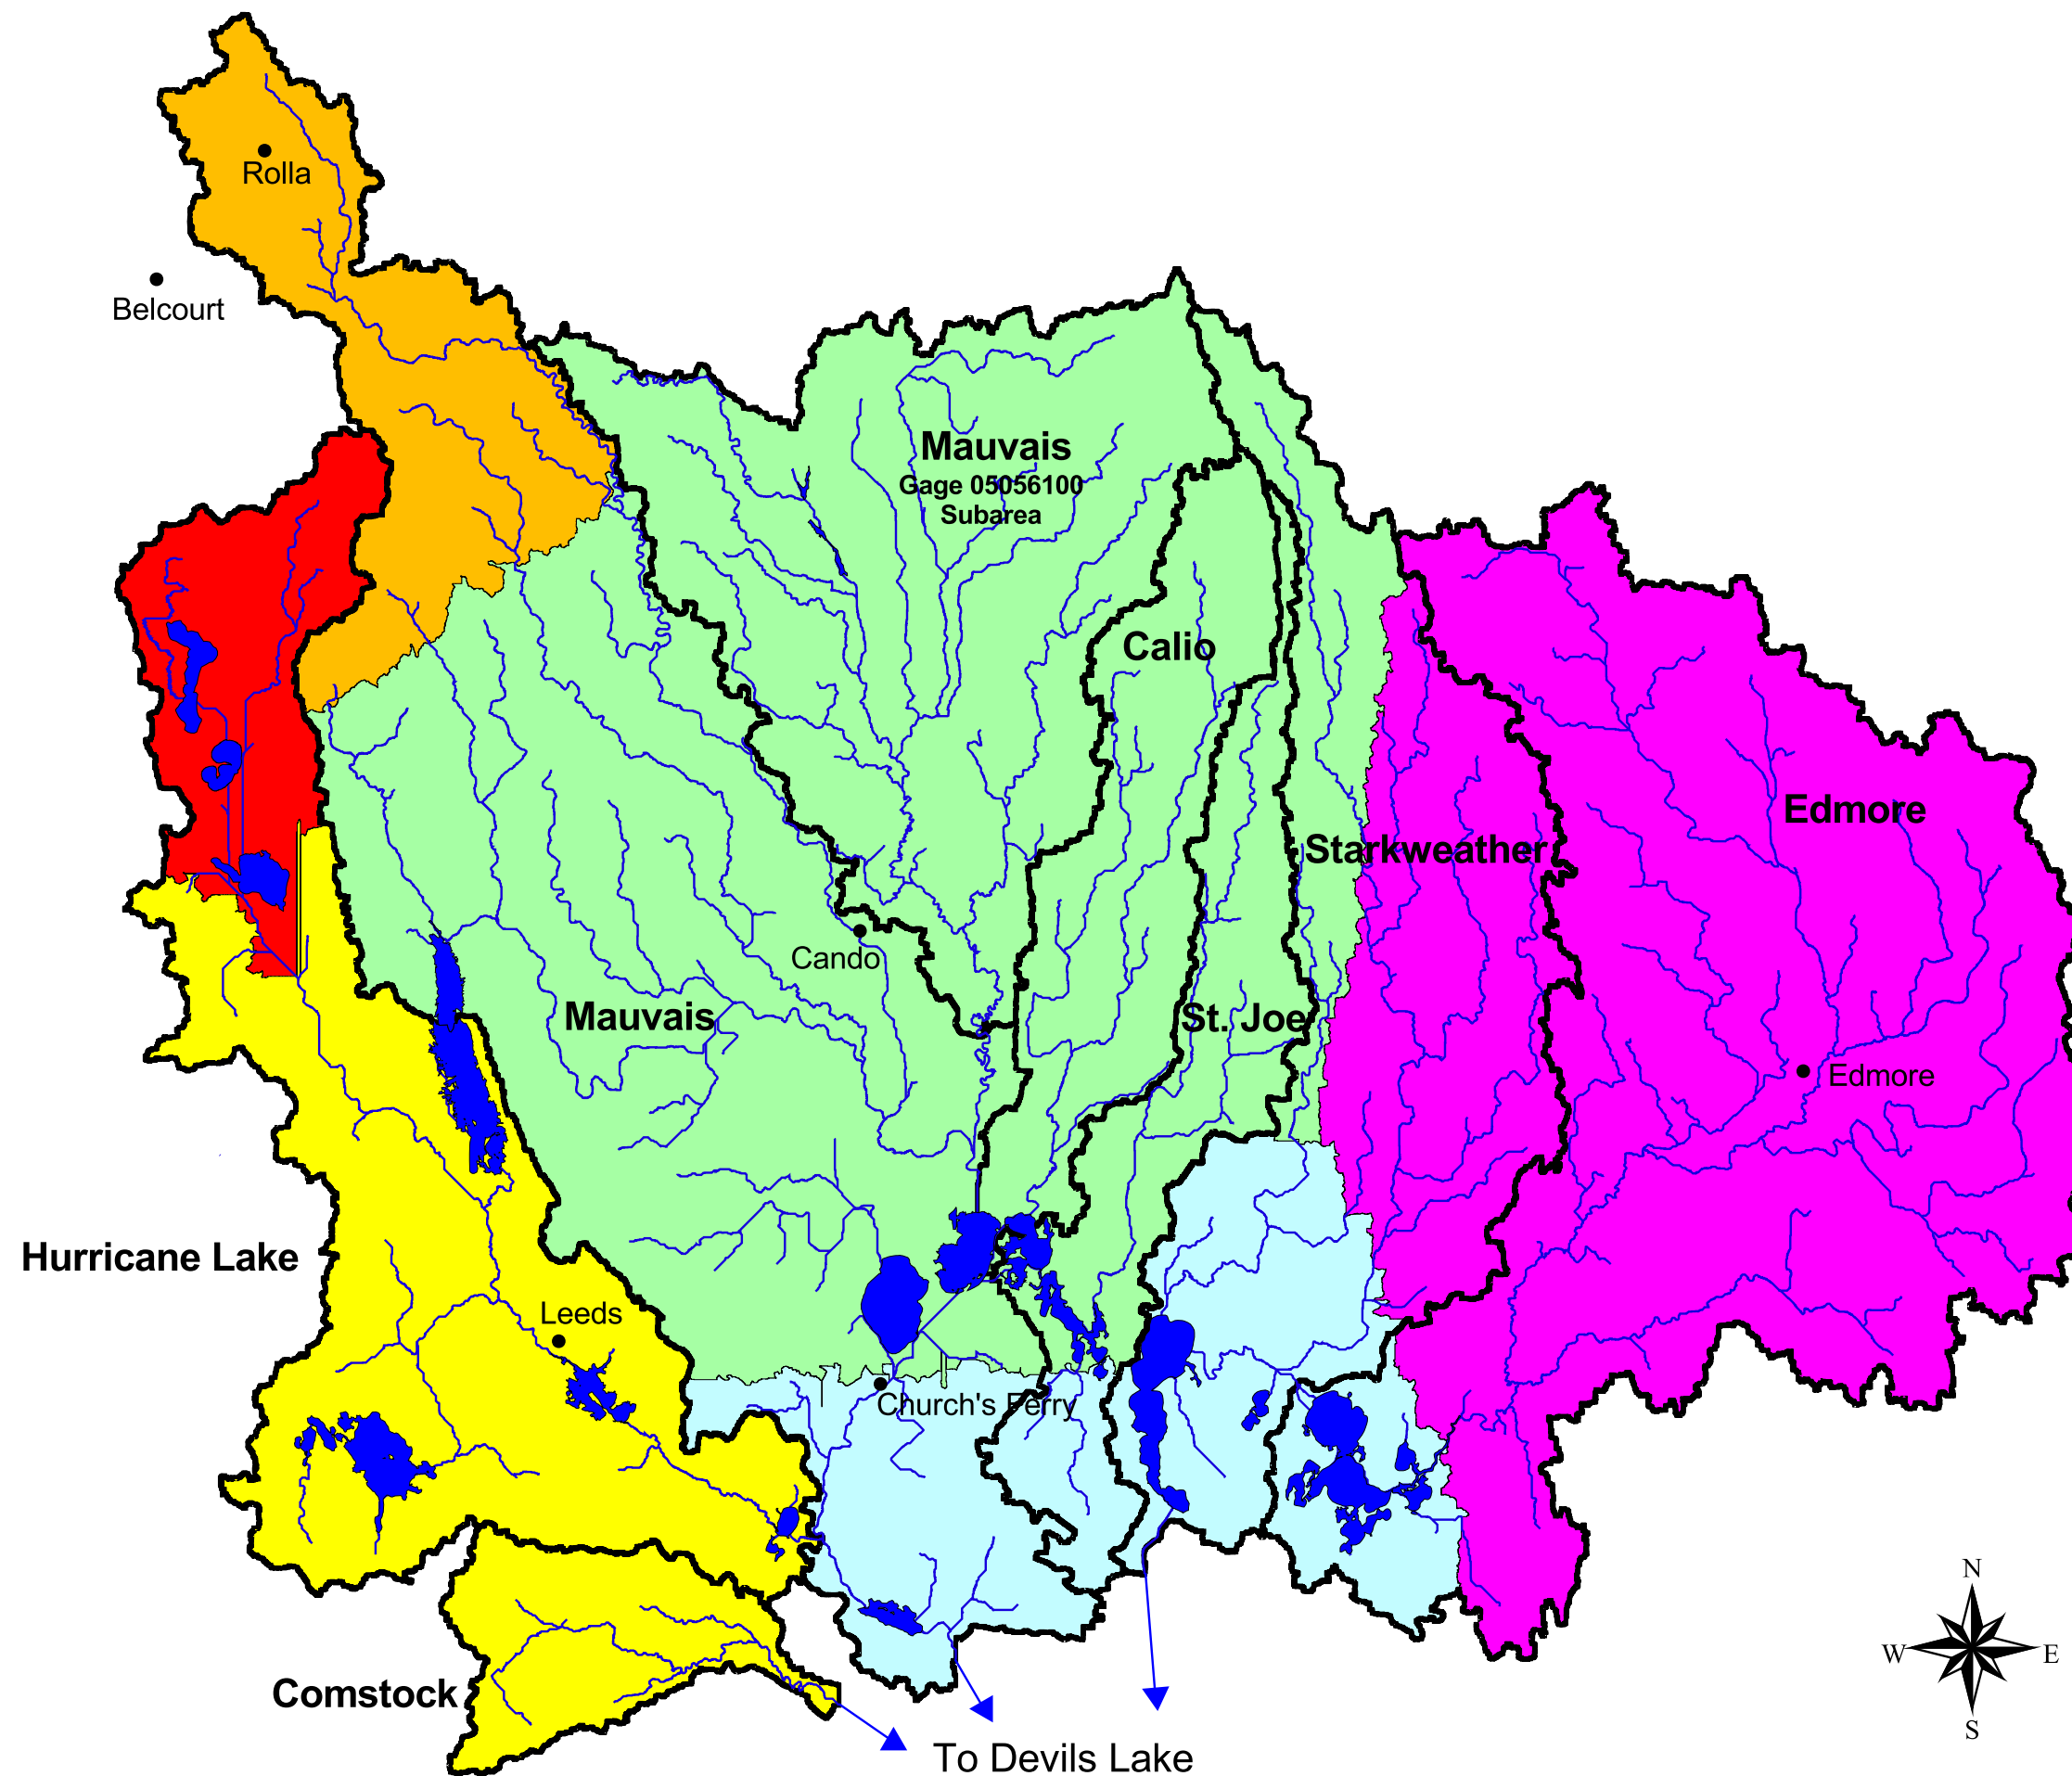 Rolla
Belcourt
Mauvais
Gage 05056100
Subarea
Calio
Edmore
Starkweather
Cando
Mauvais
St. Joe
Edmore
Hurricane Lake
Leeds
Church's Ferry
N
W
E
S
Comstock
To Devils Lake